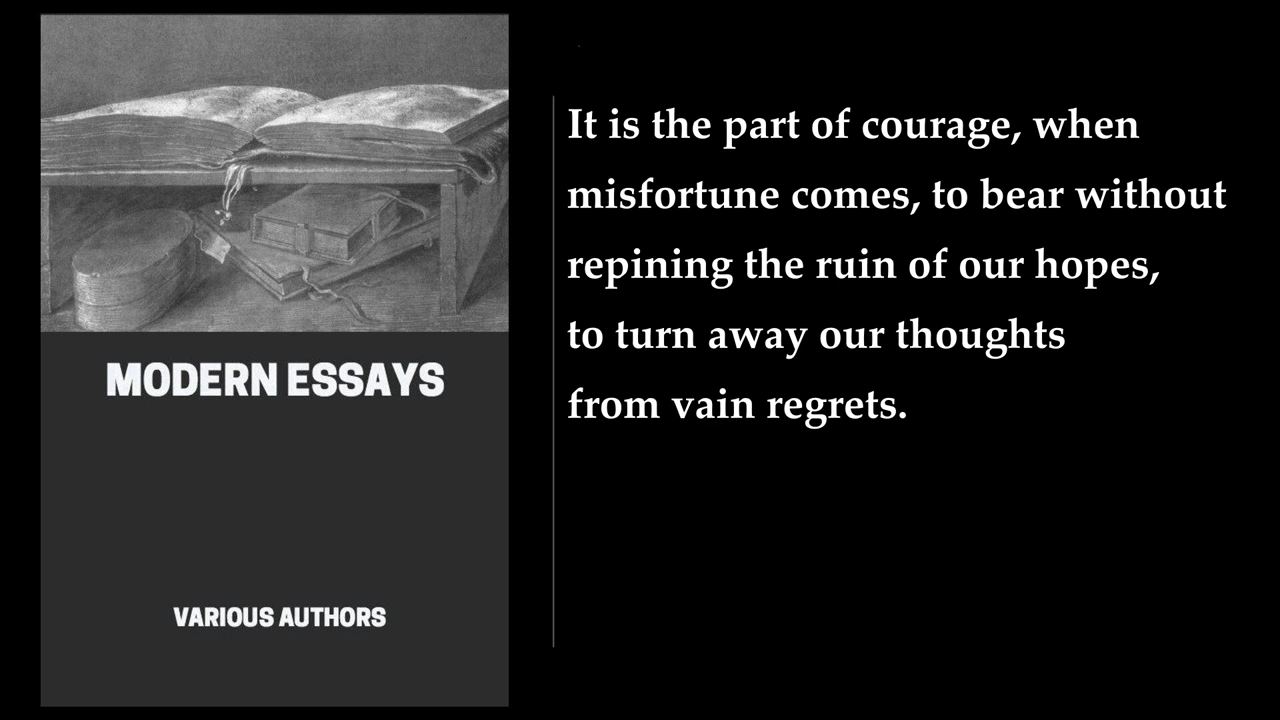 MODERN ESSAYS
VARIOUS AUTHORS
It is the part of courage, when
misfortune comes, to bear without
repining the ruin of our hopes,
to turn away our thoughts
from vain regrets.